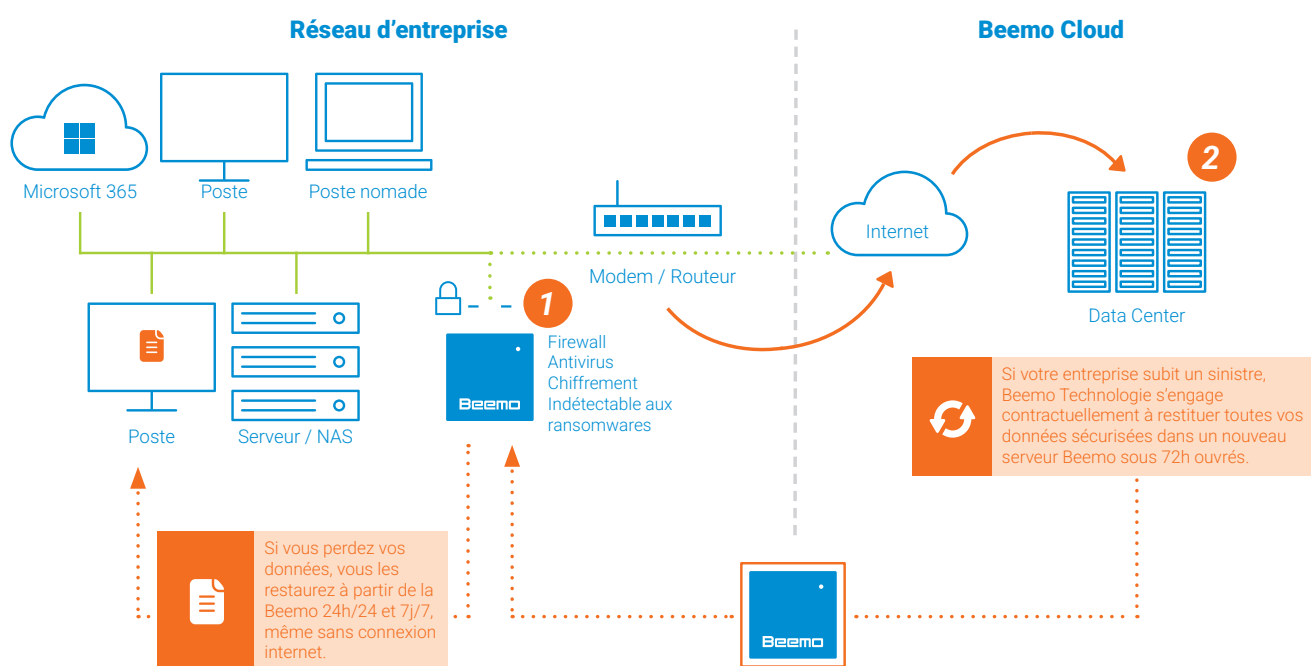 Réseau d’entreprise
Beemo Cloud
Microsoft 365
Poste
Poste nomade
Modem / Routeur
Internet
2
Data Center
1
Firewall
Antivirus
Chiffrement
Indétectable aux
ransomwares
Beemo
Poste
Serveur / NAS
Si votre entreprise subit un sinistre,
Beemo Technologie s’engage
contractuellement à restituer toutes vos
données sécurisées dans un nouveau
serveur Beemo sous 72h ouvrés.
Si vous perdez vos
données, vous les
restaurez à partir de la
Beemo 24h/24 et 7j/7,
même sans connexion
internet.
Beemo